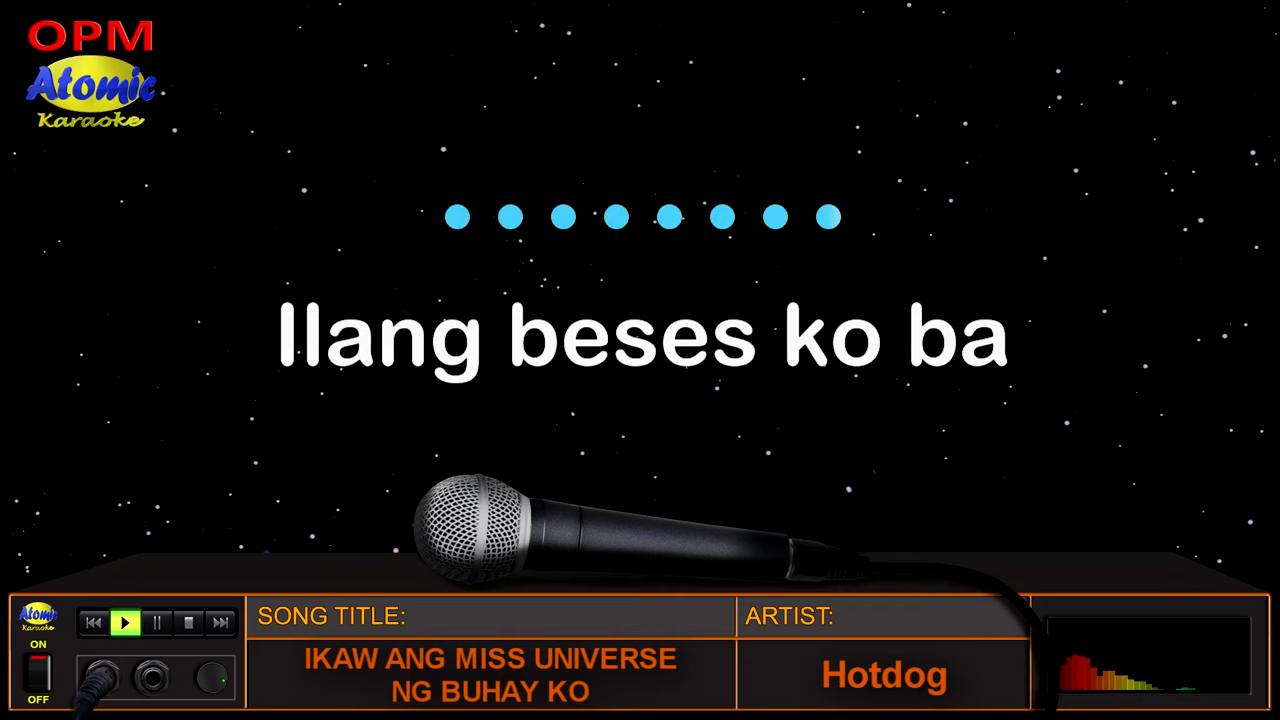 OPM
Atomic
Karaoke
Ilang beses ko ba
Atomic
Karaoke
ON
OFF
SONG TITLE:
IKAW ANG MISS UNIVERSE
NG BUHAY KO
ARTIST:
Hotdog